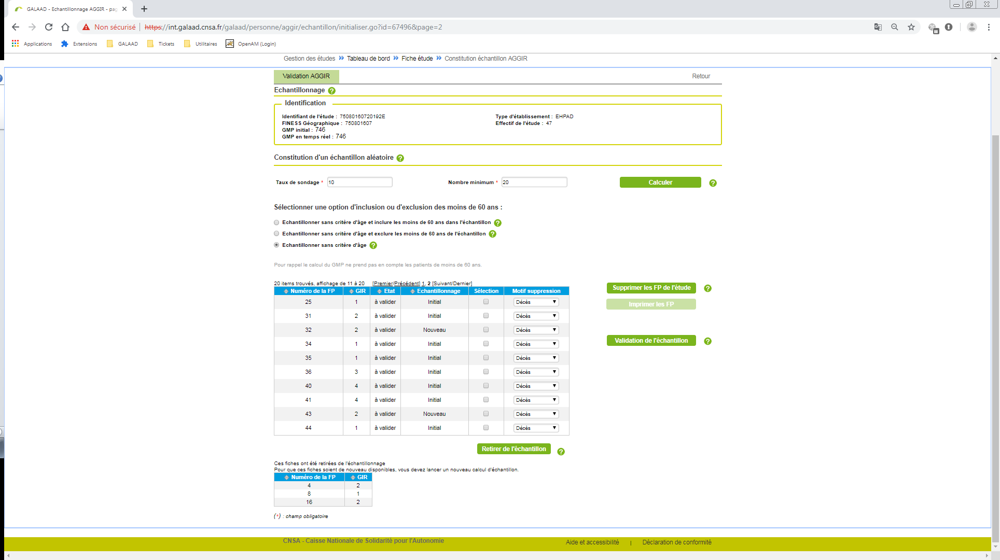 GALAAD - Echantillonnage AGGIR - pag
Non sécurisé | https://int.galaad.cnsa.fr/galaad/personne/aggir/echantillon/initialiser.go?id=67496&page=2
Applications Extensions GALAAD Tickets Utilitaires OpenAM (Login)
Gestion des études » Tableau de bord » Fiche étude » Constitution échantillon AGGIR
Validation AGGIR Retour
Echantillonnage ?
Identification
Identifiant de l'étude : 75080160720192E Type d'établissement : EHPAD
FINESS Géographique : 750801607 Effectif de l'étude : 47
GMP initial : 746
GMP en temps réel : 746
Constitution d'un échantillon aléatoire ?
Taux de sondage * 10 Nombre minimum * 20 Calculer ?
Sélectionner une option d'inclusion ou d'exclusion des moins de 60 ans :
Echantillonner sans critère d'âge et inclure les moins de 60 ans dans l'échantillon ?
Echantillonner sans critère d'âge et exclure les moins de 60 ans de l'échantillon ?
Echantillonner sans critère d'âge ?
Pour rappel le calcul du GMP ne prend pas en compte les patients de moins de 60 ans.
20 items trouvés, affichage de 11 à 20 [Premier/Précédent] 1, 2 [Suivant/Dernier]
Numéro de la FP GIR Etat Echantillonnage Sélection Motif suppression
25 1 à valider Initial Décès
31 2 à valider Initial Décès
32 2 à valider Nouveau Décès
34 1 à valider Initial Décès
35 1 à valider Initial Décès
36 3 à valider Initial Décès
40 4 à valider Initial Décès
41 4 à valider Initial Décès
43 2 à valider Nouveau Décès
44 1 à valider Initial Décès
Supprimer les FP de l'étude ?
Imprimer les FP
Validation de l'échantillon ?
Retirer de l'échantillon ?
Ces fiches ont été retirées de l'échantillonnage
Pour que ces fiches soient de nouveau disponibles, vous devez lancer un nouveau calcul d'échantillon.
Numéro de la FP GIR
4 2
8 1
16 2
(*) : champ obligatoire
CNSA - Caisse Nationale de Solidarité pour l'Autonomie Aide et accessibilité | Déclaration de conformité